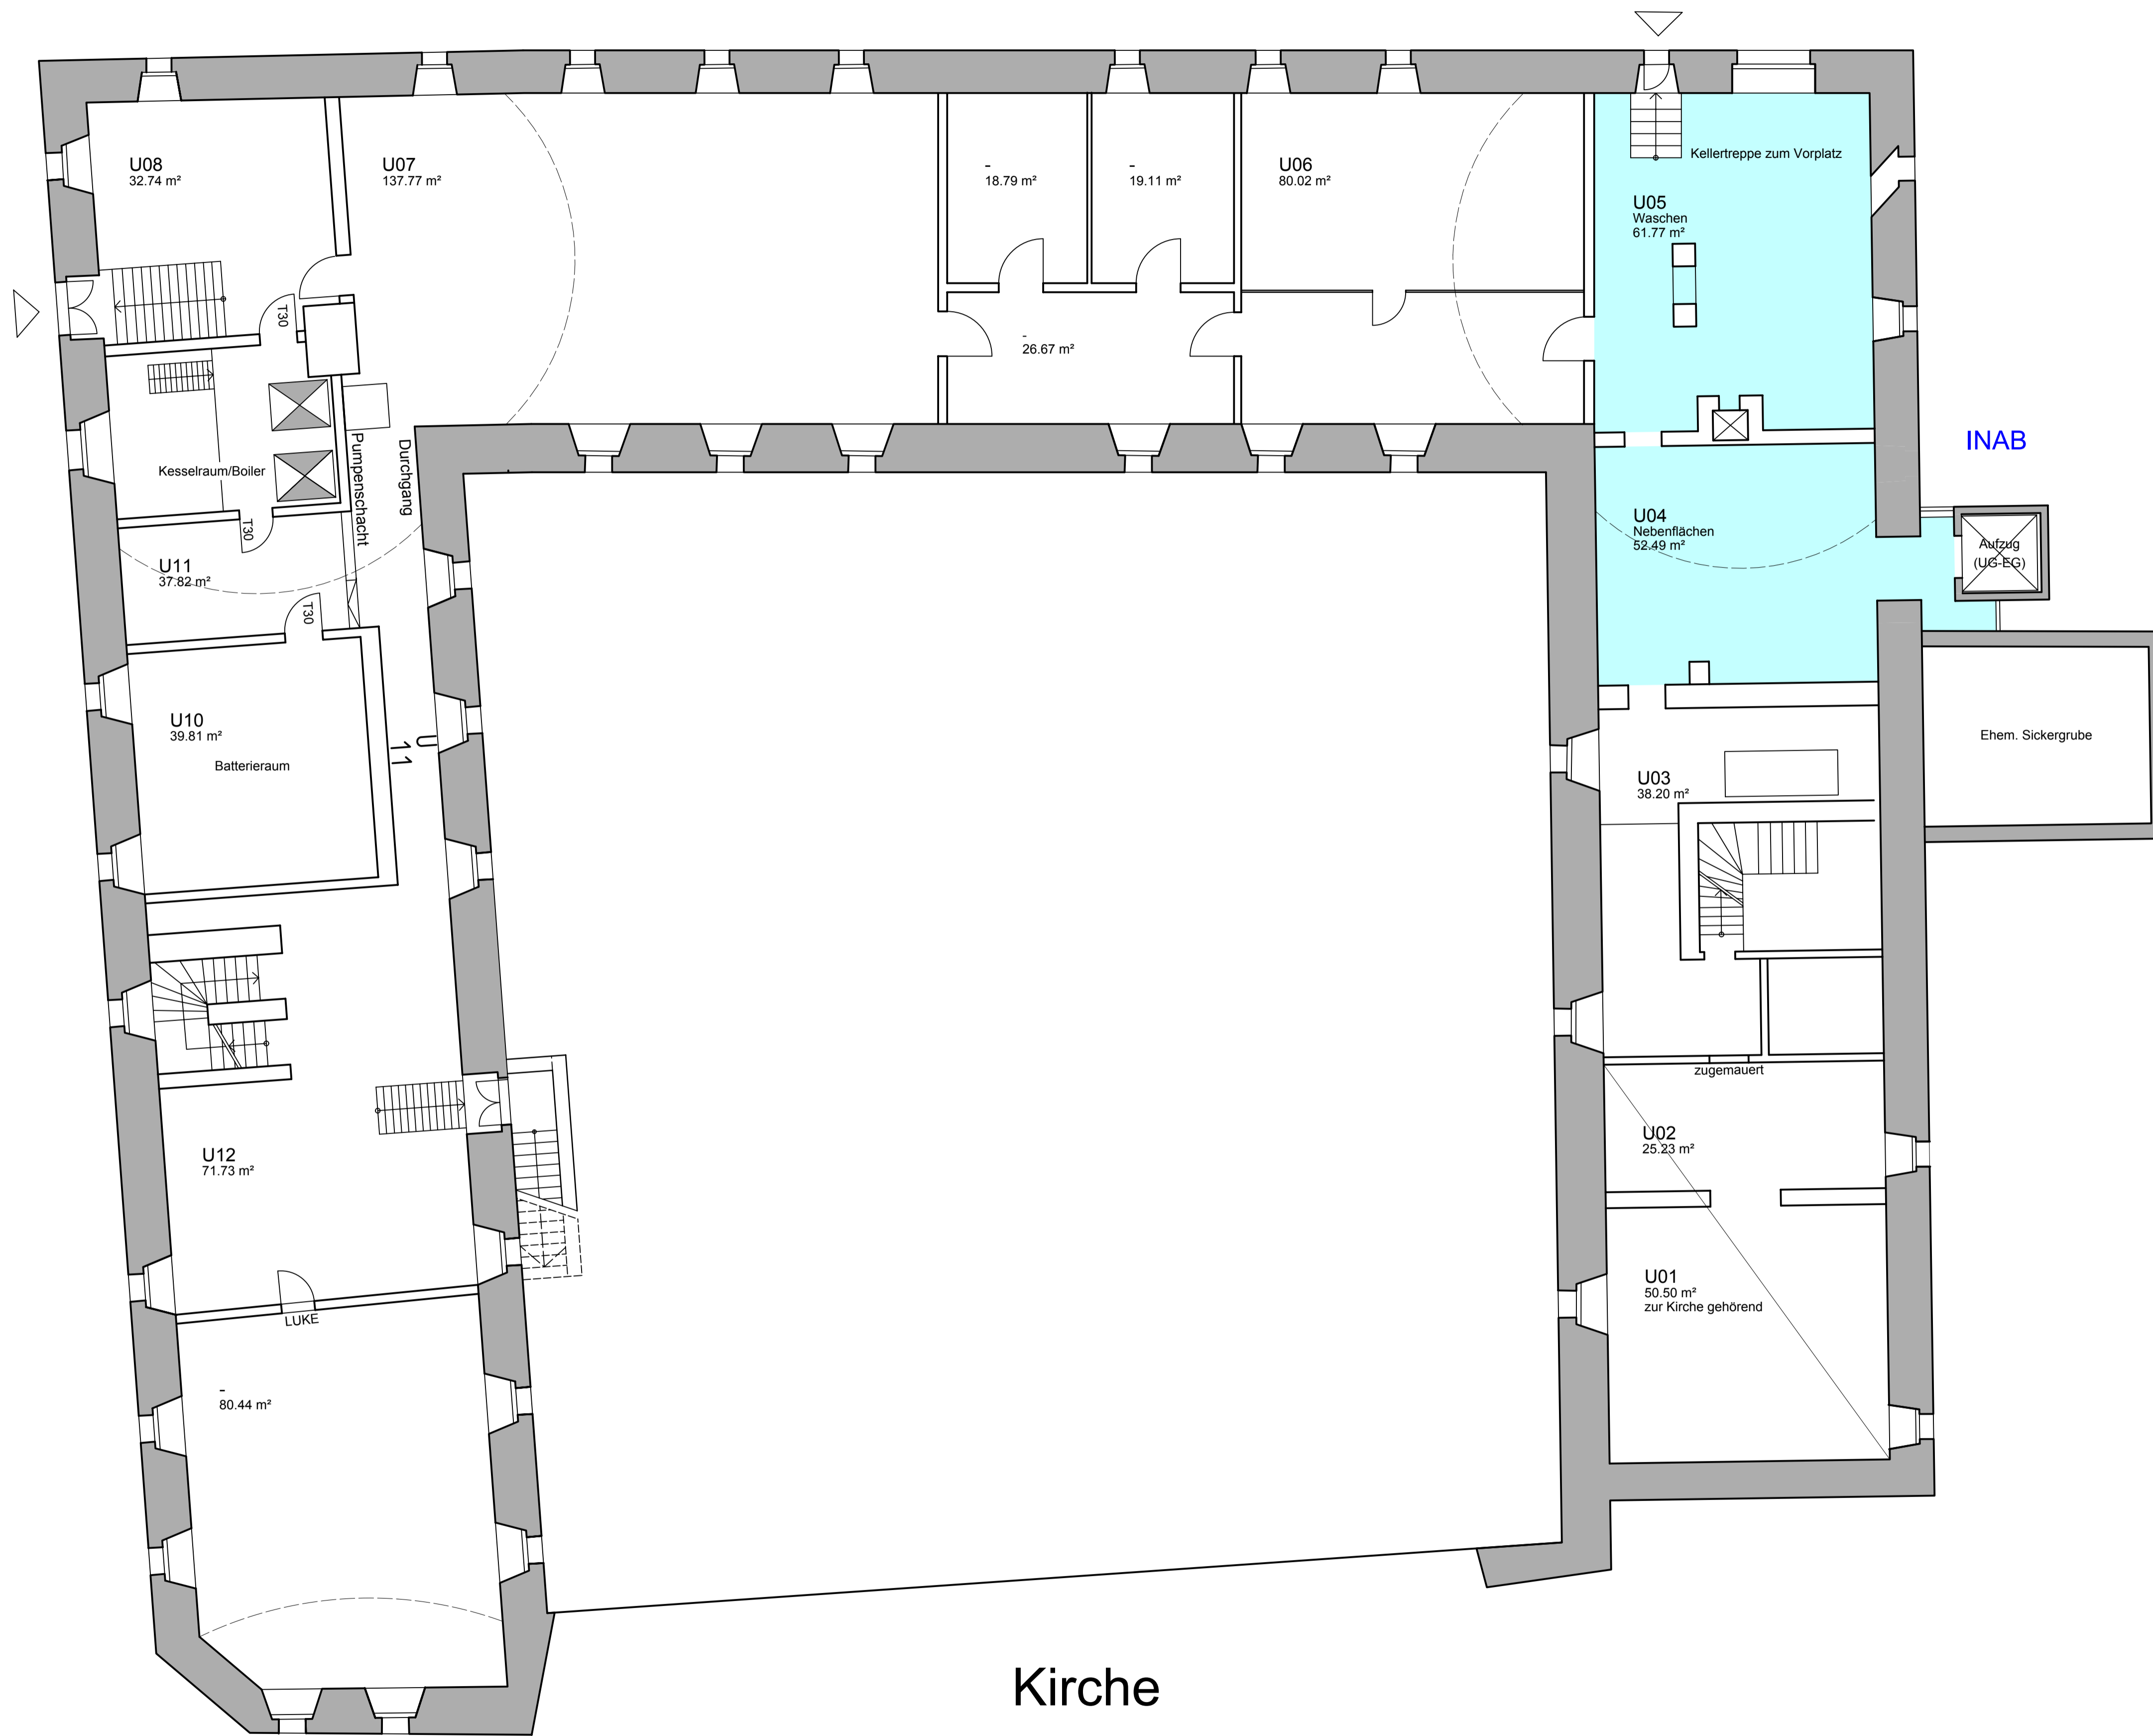 U08
32.74 m²
U07
137.77 m²
-
18.79 m²
-
19.11 m²
U06
80.02 m²
Kellertreppe zum Vorplatz
U05
Waschen
61.77 m²
T30
-
26.67 m²
Kesselraum/Boiler
Pumpenschacht
Durchgang
INAB
T30
U04
Nebenflächen
52.49 m²
Aufzug
(UG-EG)
U11
37.82 m²
T30
U10
39.81 m²
Batterieraum
U
11
Ehem. Sickergrube
U03
38.20 m²
zugemauert
U02
25.23 m²
U12
71.73 m²
U01
50.50 m²
zur Kirche gehörend
LUKE
-
80.44 m²
Kirche